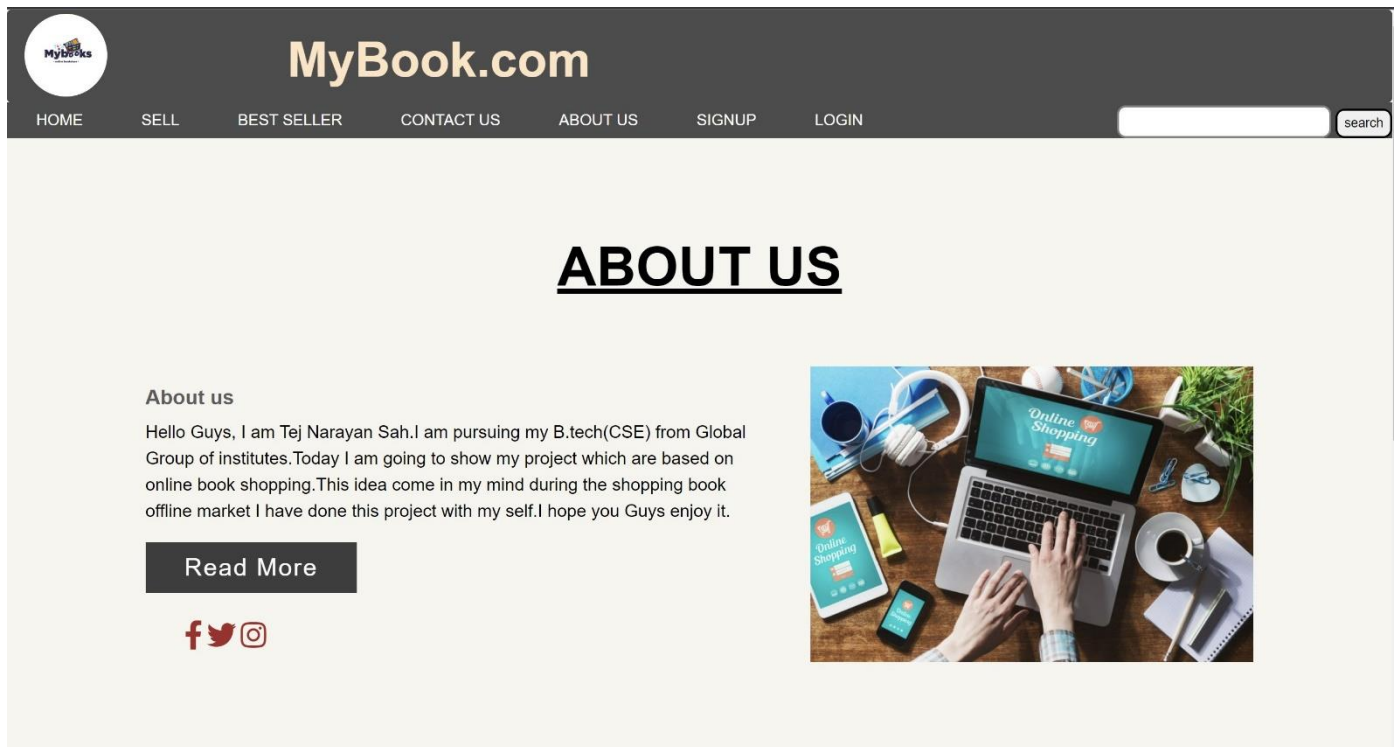 Mybooks
MyBook.com
HOME SELL BEST SELLER CONTACT US ABOUT US SIGNUP LOGIN search
ABOUT US
About us
Hello Guys, I am Tej Narayan Sah.I am pursuing my B.tech(CSE) from Global
Group of institutes.Today I am going to show my project which are based on
online book shopping.This idea come in my mind during the shopping book
offline market I have done this project with my self.I hope you Guys enjoy it.
Read More
Online
Shopping
Online
Shopping
Online
Shopping